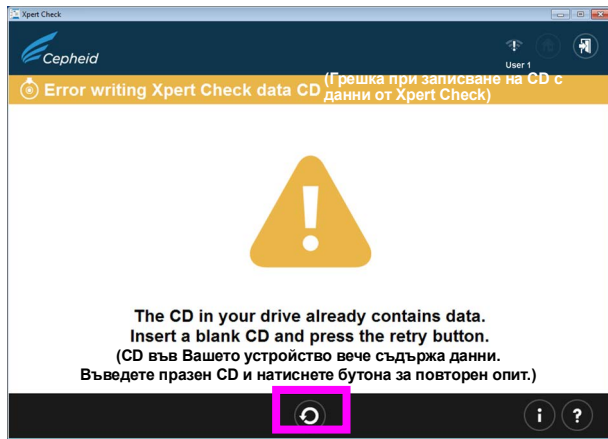 Xpert Check
Cepheid
User 1
Error writing Xpert Check data CD (Грешка при записване на CD с
данни от Xpert Check)
The CD in your drive already contains data.
Insert a blank CD and press the retry button.
(CD във Вашето устройство вече съдържа данни.
Въведете празен CD и натиснете бутона за повторен опит.)